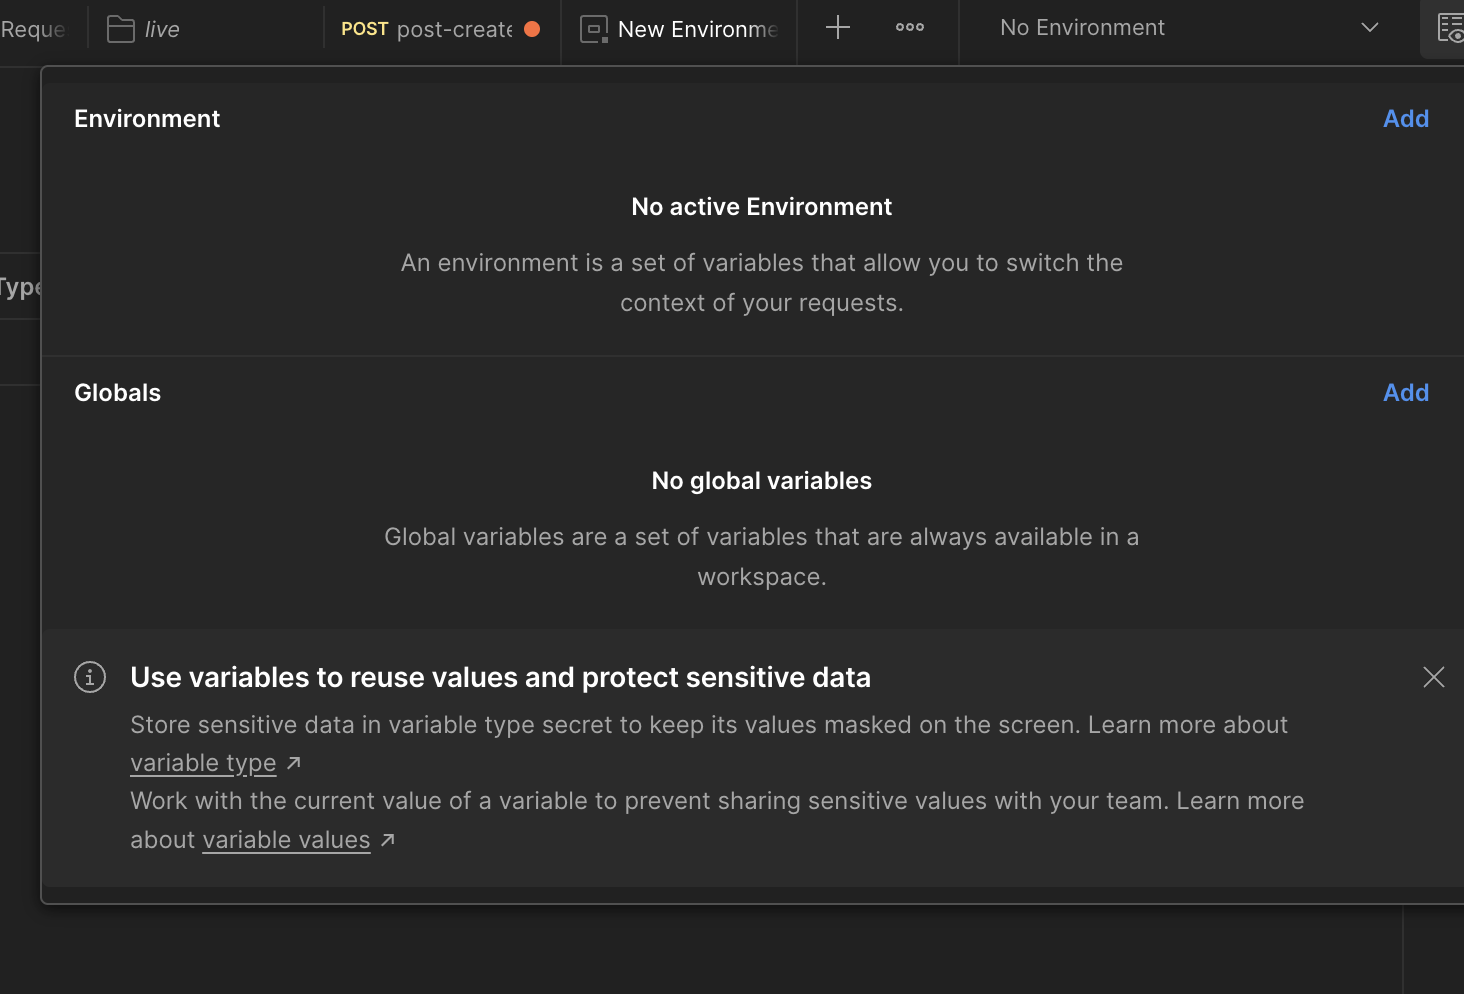 Reque
live
POST post-create
New Environme
No Environment
Environment
Add
No active Environment
An environment is a set of variables that allow you to switch the
context of your requests.
Type
Globals
Add
No global variables
Global variables are a set of variables that are always available in a
workspace.
Use variables to reuse values and protect sensitive data
Store sensitive data in variable type secret to keep its values masked on the screen. Learn more about
variable type ↗
Work with the current value of a variable to prevent sharing sensitive values with your team. Learn more
about variable values ↗